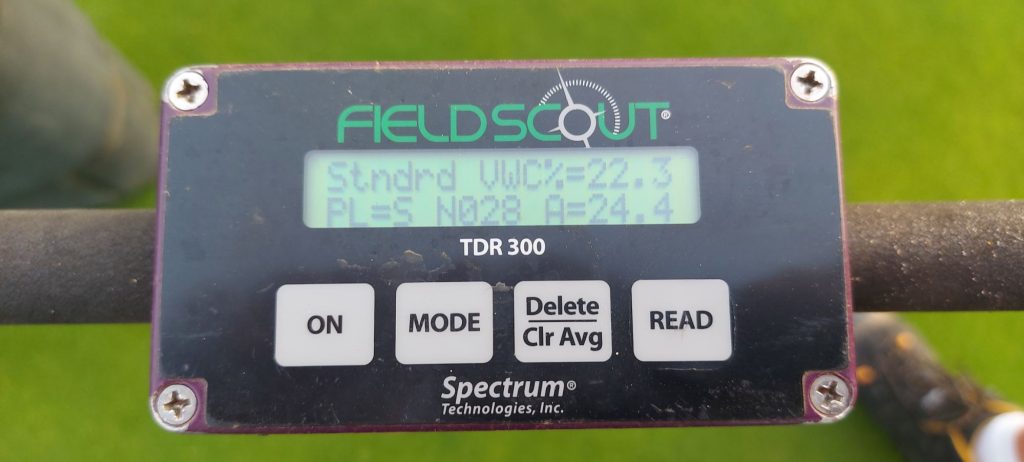 FIELDSCOUT®
Stndrd VWC%=22.3
PL=S N028 A=24.4
TDR 300
ON
MODE
Delete
Clr Avg
READ
Spectrum®
Technologies, Inc.